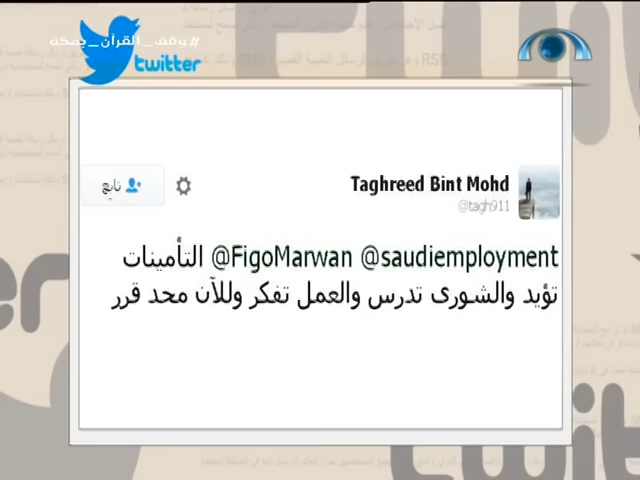 #وقف_القرآن_بمكة
twitter
Taghreed Bint Mohd
@tagh911
تابع
@FigoMarwan @saudiemployment التأمينات
تؤيد والشورى تدرس والعمل تفكر وللآن محد قرر